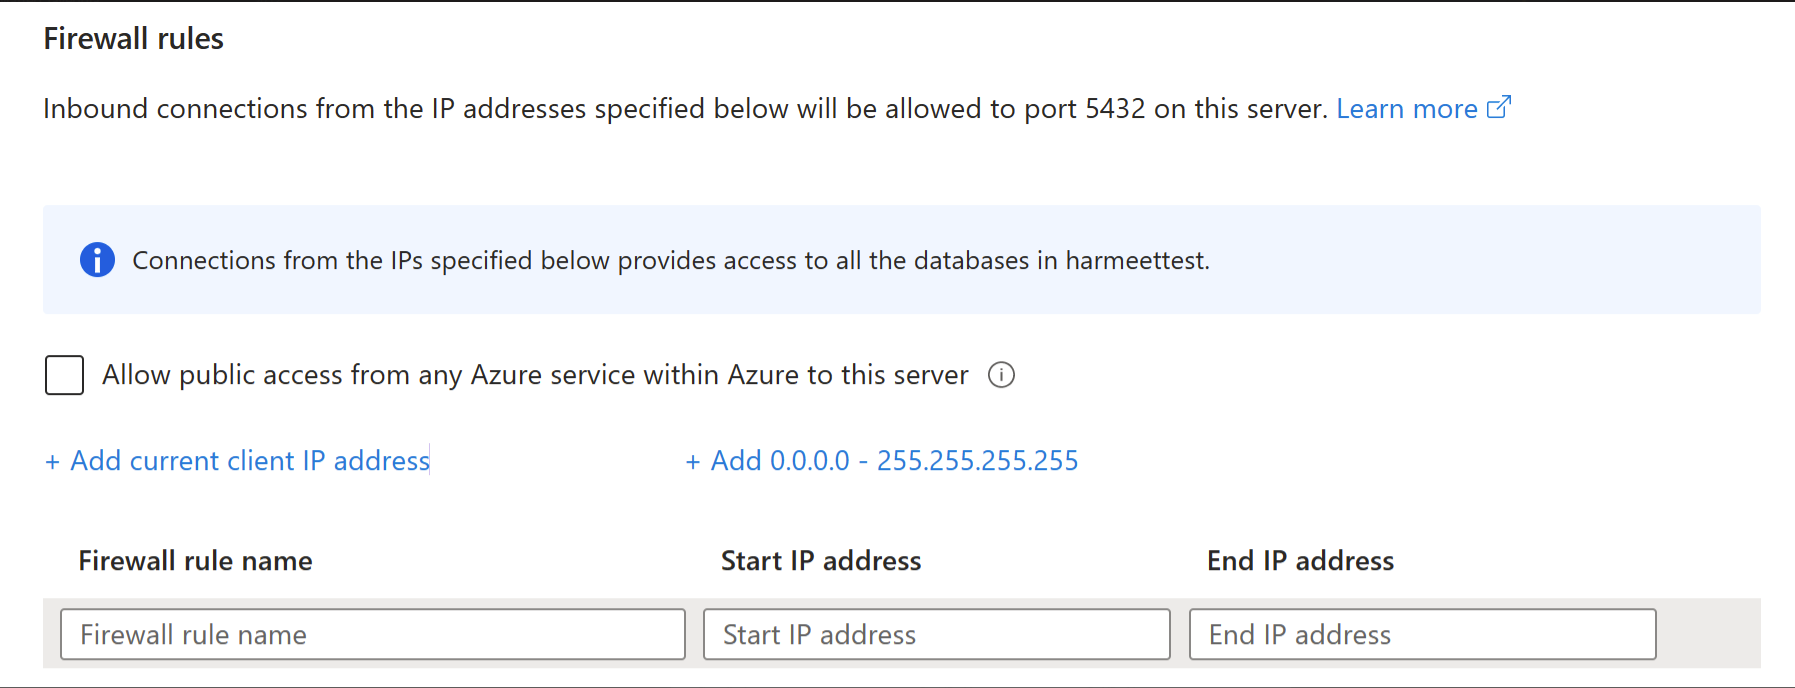 Firewall rules
Inbound connections from the IP addresses specified below will be allowed to port 5432 on this server. Learn more
Connections from the IPs specified below provides access to all the databases in harmeettest.
Allow public access from any Azure service within Azure to this server
+ Add current client IP address + Add 0.0.0.0 - 255.255.255.255
Firewall rule name Start IP address End IP address
Firewall rule name Start IP address End IP address